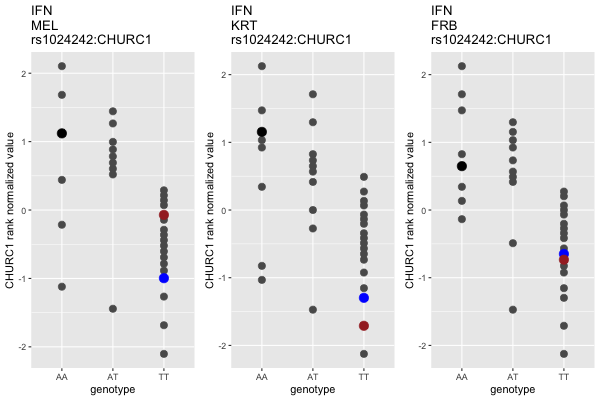 IFN
MEL
rs1024242:CHURC1
CHURC1 rank normalized value
2
1
0
-1
-2
AA AT TT
genotype
IFN
KRT
rs1024242:CHURC1
CHURC1 rank normalized value
2
1
0
-1
-2
AA AT TT
genotype
IFN
FRB
rs1024242:CHURC1
CHURC1 rank normalized value
2
1
0
-1
-2
AA AT TT
genotype